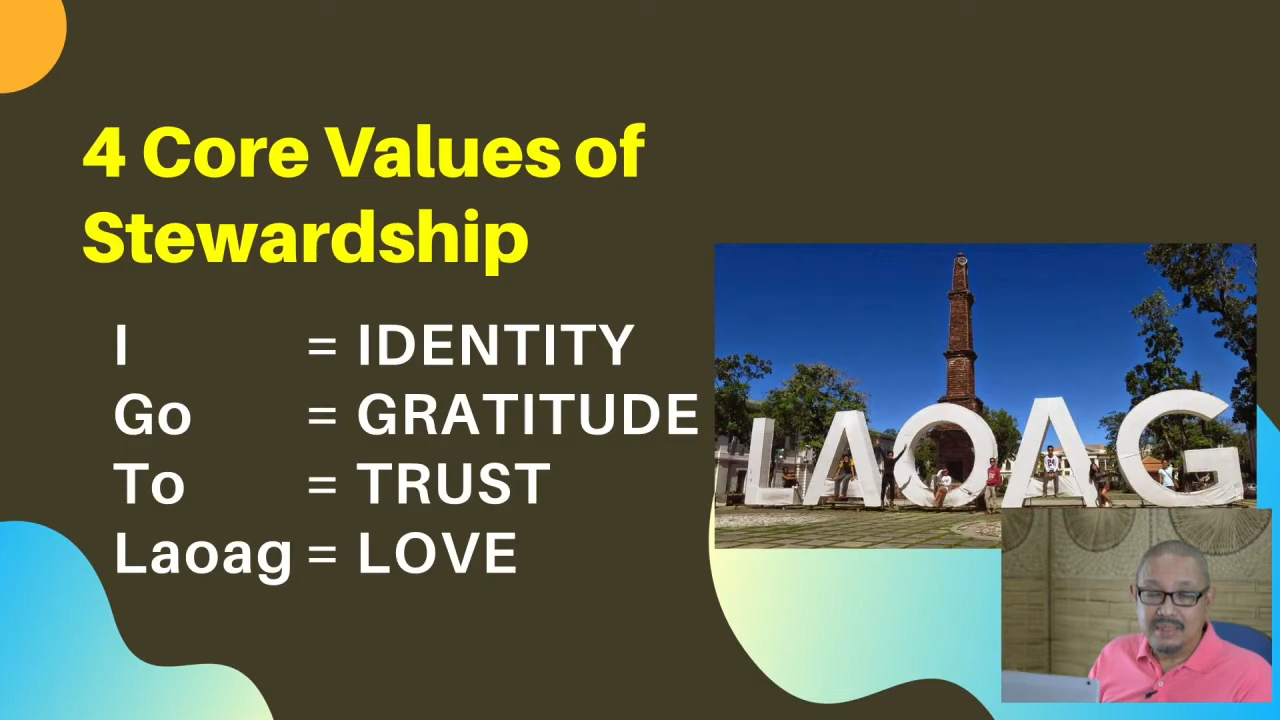 4 Core Values of
Stewardship
I = IDENTITY
Go = GRATITUDE
To = TRUST
Laoag = LOVE
LAOAG